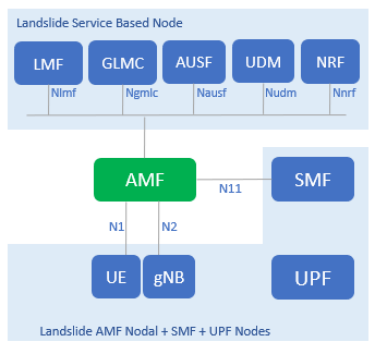 Landslide Service Based Node
LMF GLMC AUSF UDM NRF
Nlmf Ngmlc Nausf Nudm Nnrf
AMF SMF
N11
N1 N2
UE gNB UPF
Landslide AMF Nodal + SMF + UPF Nodes